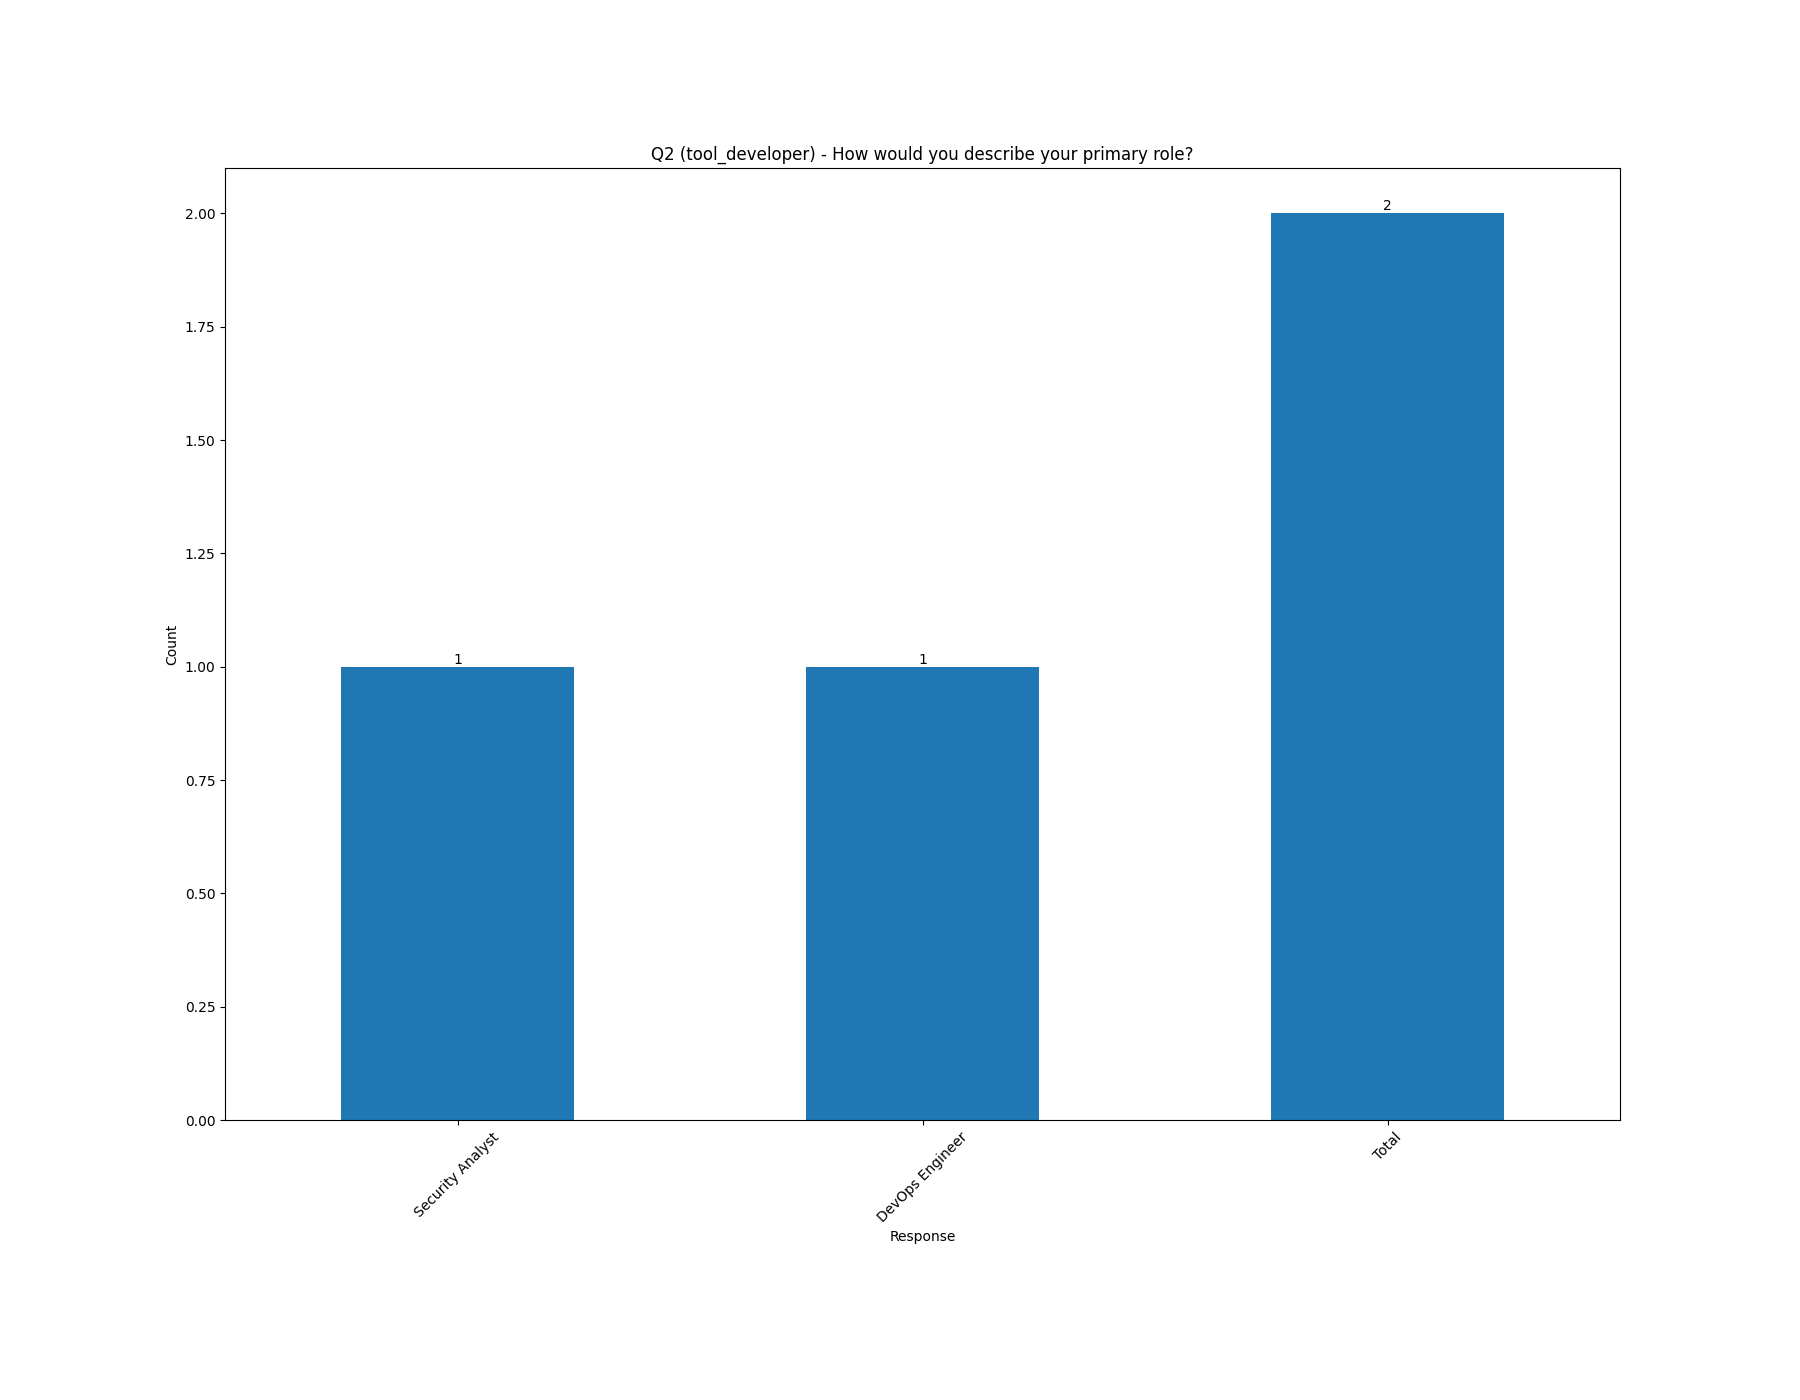 Q2 (tool_developer) - How would you describe your primary role?
2.00
1.75
1.50
1.25
1.00
0.75
0.50
0.25
0.00
Count
1
1
2
Security Analyst
DevOps Engineer
Total
Response